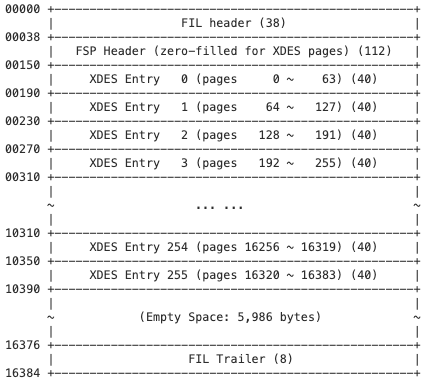 00000
FIL header (38)
00038
FSP Header (zero-filled for XDES pages) (112)
00150
XDES Entry 0 (pages 0 ~ 63) (40)
00190
XDES Entry 1 (pages 64 ~ 127) (40)
00230
XDES Entry 2 (pages 128 ~ 191) (40)
00270
XDES Entry 3 (pages 192 ~ 255) (40)
00310
~ ... ... ~
10310
XDES Entry 254 (pages 16256 ~ 16319) (40)
10350
XDES Entry 255 (pages 16320 ~ 16383) (40)
10390
~ (Empty Space: 5,986 bytes) ~
16376
FIL Trailer (8)
16384